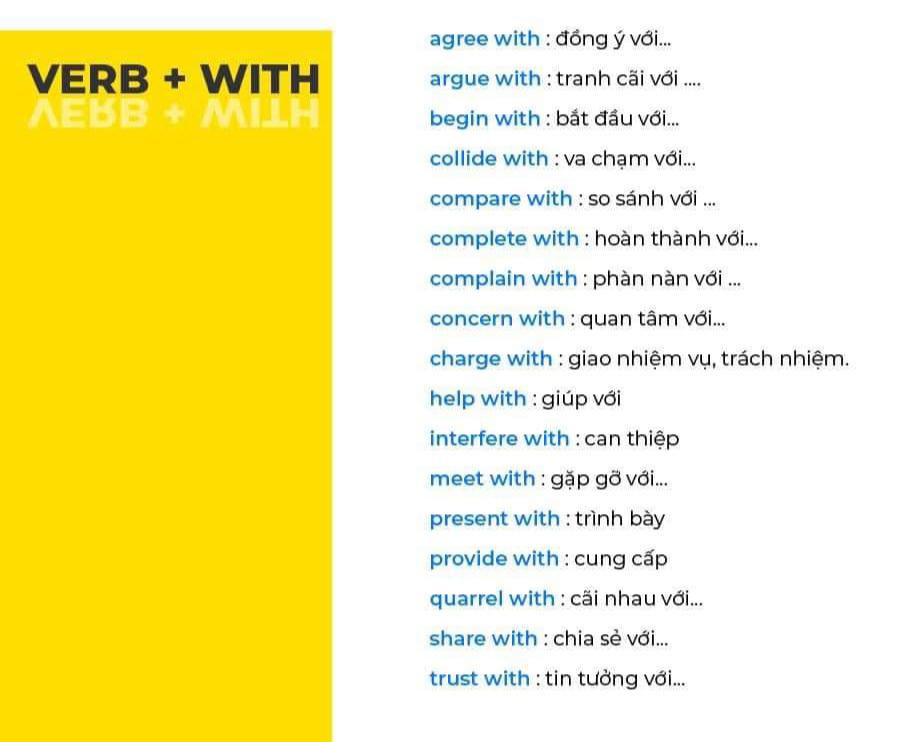 VERB + WITH
agree with : đồng ý với...
argue with : tranh cãi với ....
begin with : bắt đầu với...
collide with : va chạm với...
compare with : so sánh với ...
complete with : hoàn thành với...
complain with : phàn nàn với ...
concern with : quan tâm với...
charge with : giao nhiệm vụ, trách nhiệm.
help with : giúp với
interfere with : can thiệp
meet with : gặp gỡ với...
present with : trình bày
provide with : cung cấp
quarrel with : cãi nhau với...
share with : chia sẻ với...
trust with : tin tưởng với...